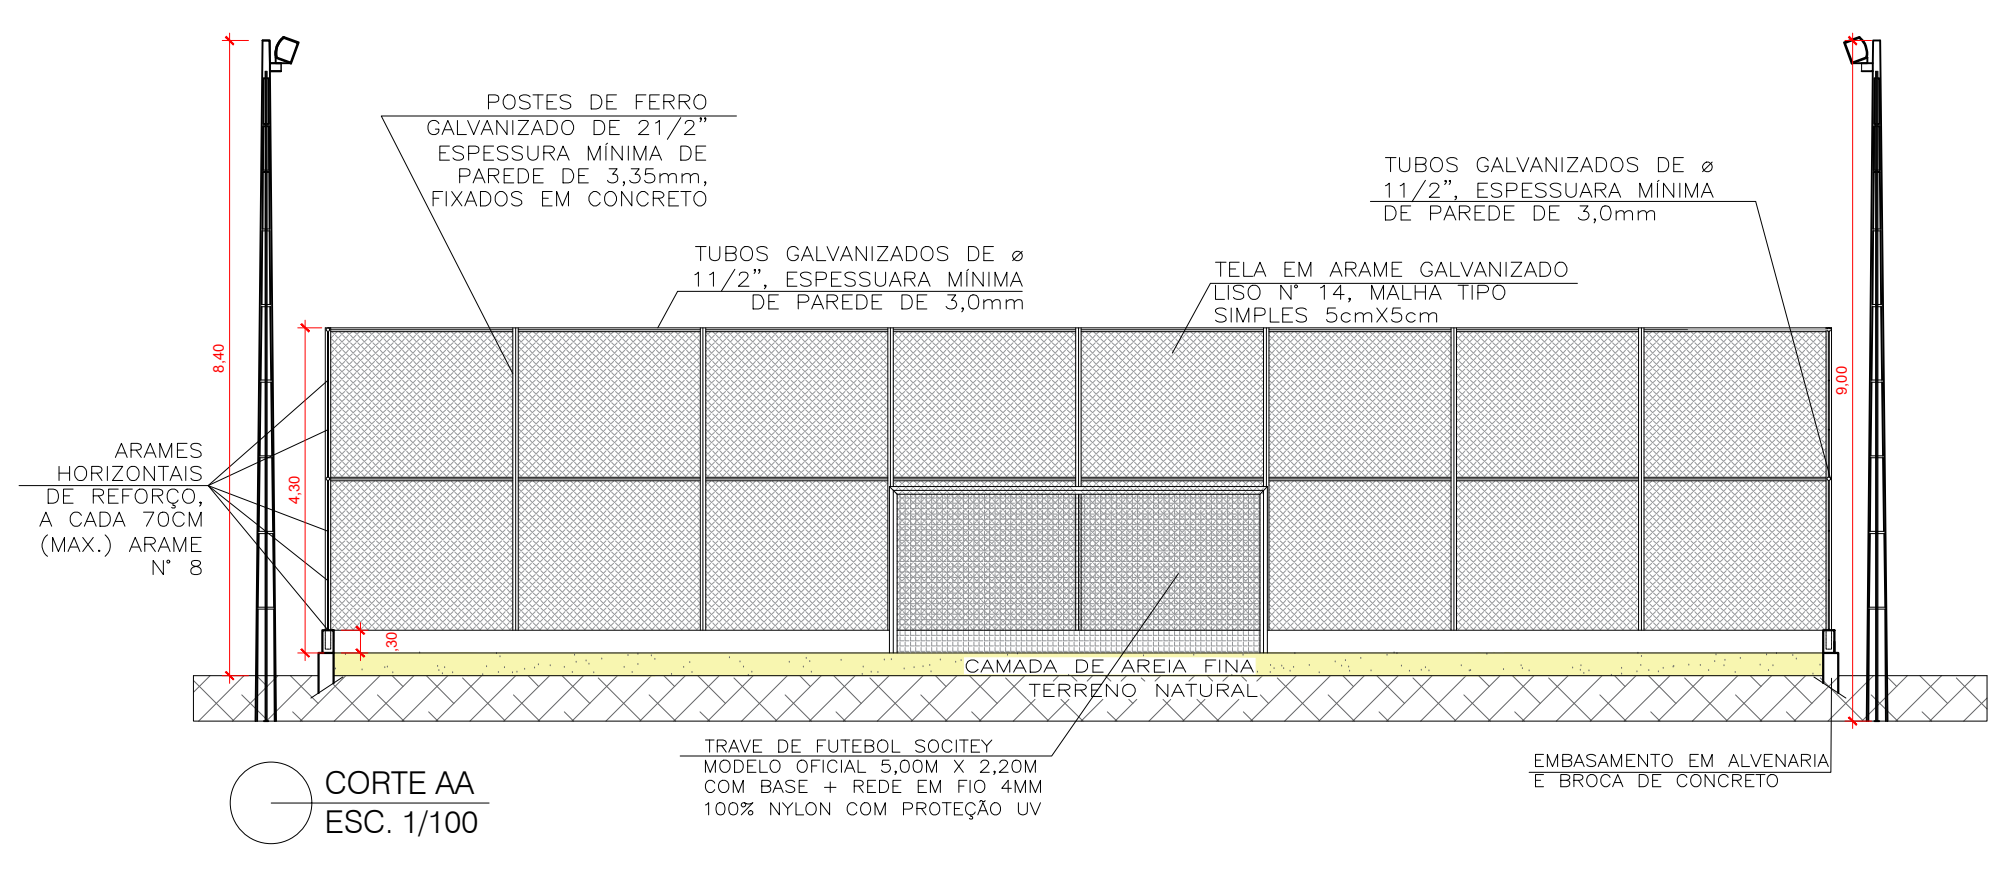 POSTES DE FERRO
GALVANIZADO DE 21/2”
ESPESSURA MÍNIMA DE
PAREDE DE 3,35mm,
FIXADOS EM CONCRETO
TUBOS GALVANIZADOS DE ø
11/2”, ESPESSUARA MÍNIMA
DE PAREDE DE 3,0mm
TUBOS GALVANIZADOS DE ø
11/2”, ESPESSUARA MÍNIMA
DE PAREDE DE 3,0mm
TELA EM ARAME GALVANIZADO
LISO N° 14, MALHA TIPO
SIMPLES 5cmX5cm
8,40
4,30
,30
9,00
ARAMES
HORIZONTAIS
DE REFORÇO,
A CADA 70CM
(MAX.) ARAME
N° 8
CAMADA DE AREIA FINA
TERRENO NATURAL
TRAVE DE FUTEBOL SOCITEY
MODELO OFICIAL 5,00M X 2,20M
COM BASE + REDE EM FIO 4MM
100% NYLON COM PROTEÇÃO UV
EMBASAMENTO EM ALVENARIA
E BROCA DE CONCRETO
CORTE AA
ESC. 1/100